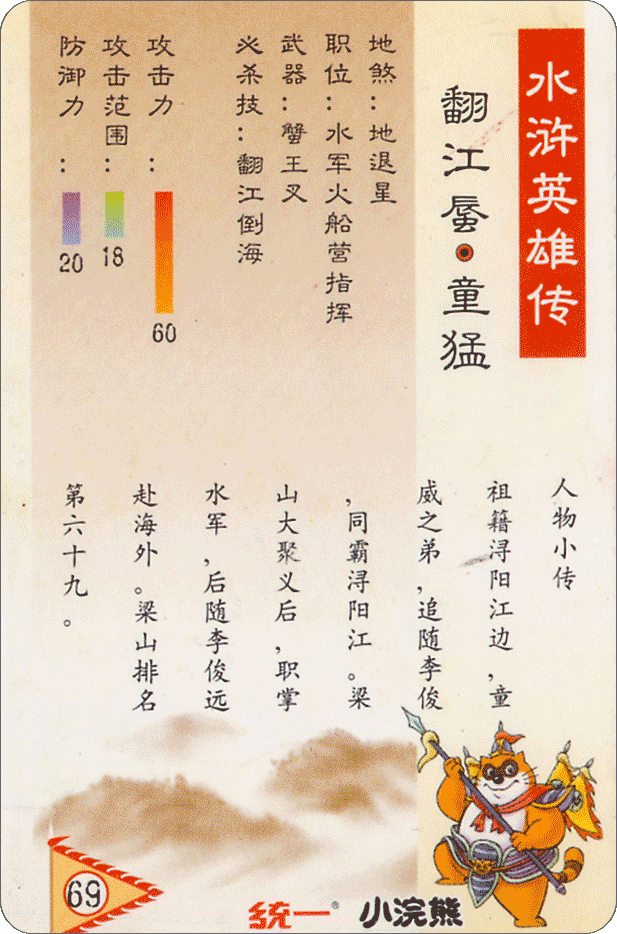 水浒英雄传
翻江蜃·童猛
地煞：地退星
职位：水军火船营指挥
武器：蟹王叉
必杀技：翻江倒海
攻击力：
60
攻击范围：
18
防御力：
20
人物小传
祖籍浔阳江边，童
威之弟，追随李俊
，同霸浔阳江。梁
山大聚义后，职掌
水军，后随李俊远
赴海外。梁山排名
第六十九。
69
统一® 小浣熊